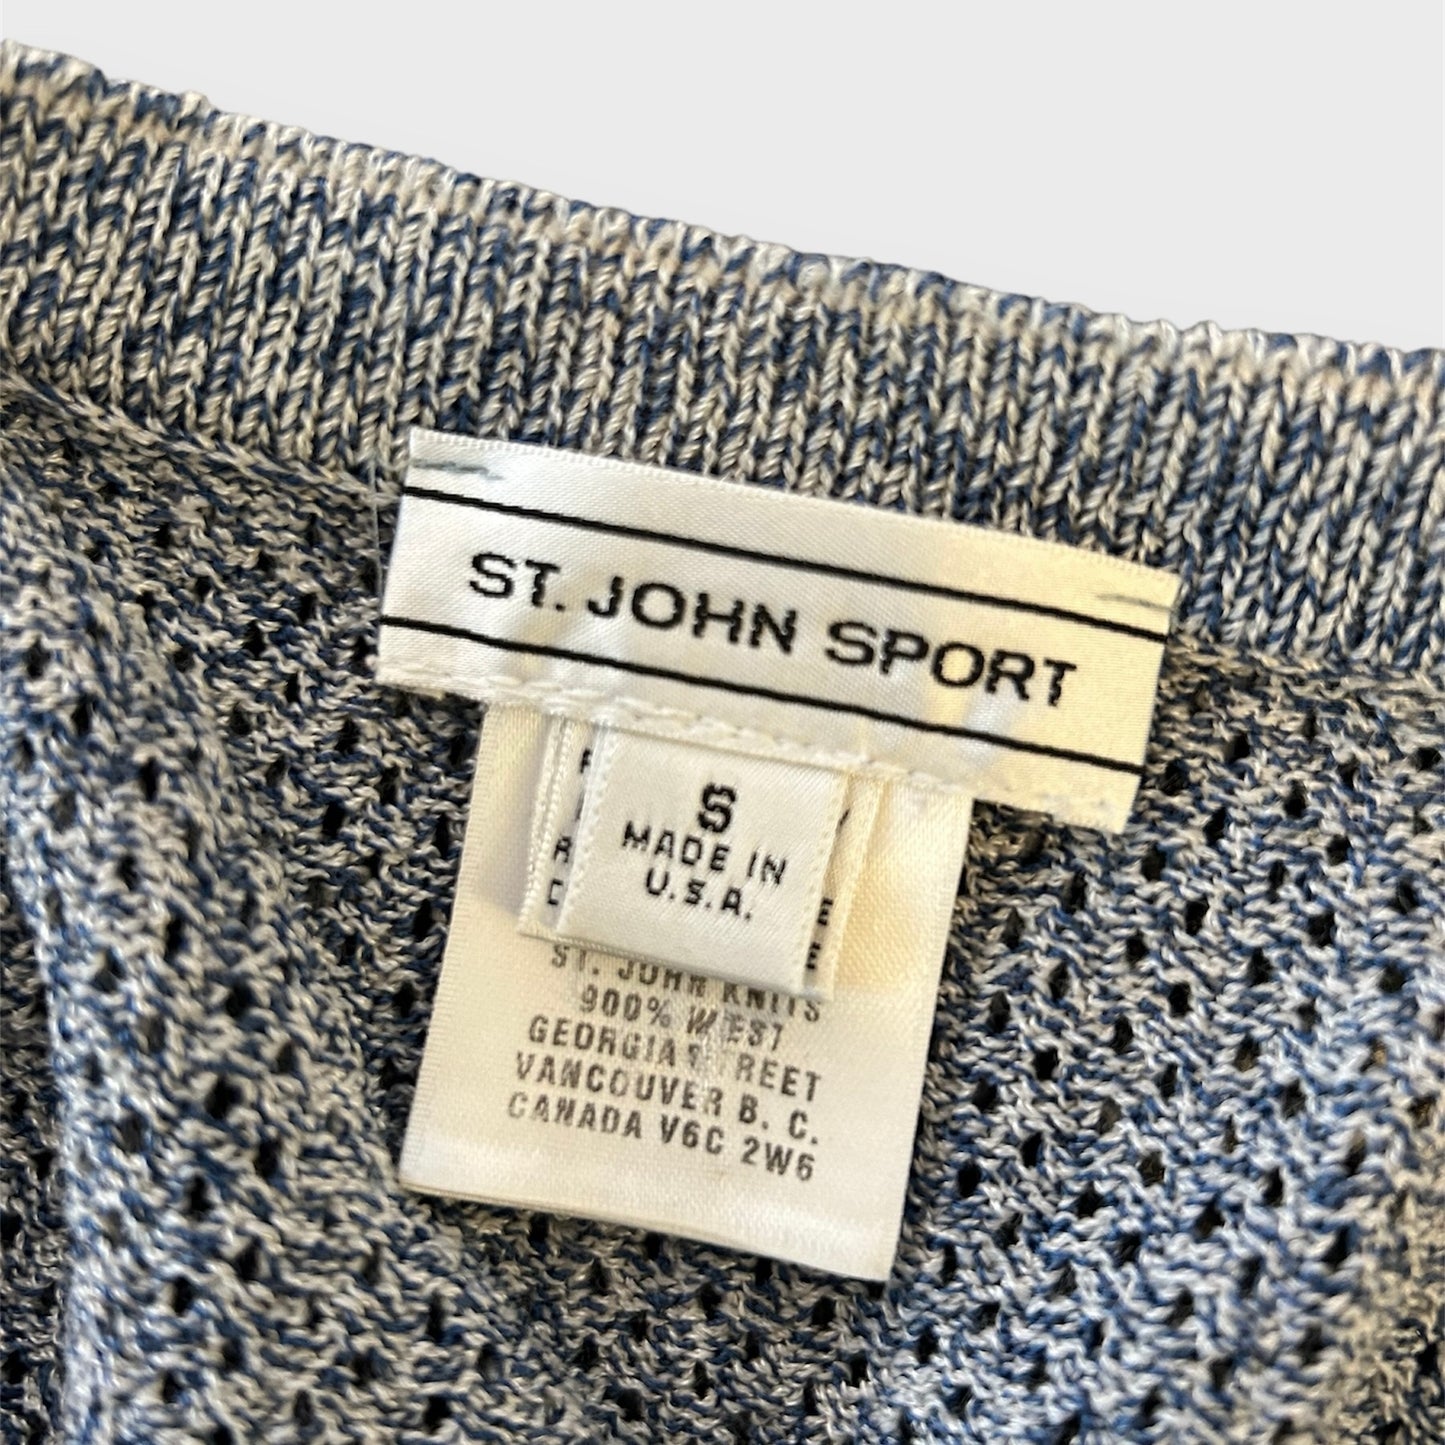 ST. JOHN SPORT
S
MADE IN
U.S.A.
ST. JOHN KNITS
900% WEST
GEORGIA STREET
VANCOUVER B. C.
CANADA V6C 2W6